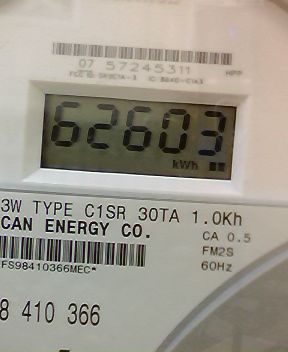 07 57245311
HPP
62603
kWh
3W TYPE C1SR 30TA 1.0Kh
CAN ENERGY CO.
CA 0.5
FM2S
60Hz
FS98410366MEC*
8 410 366